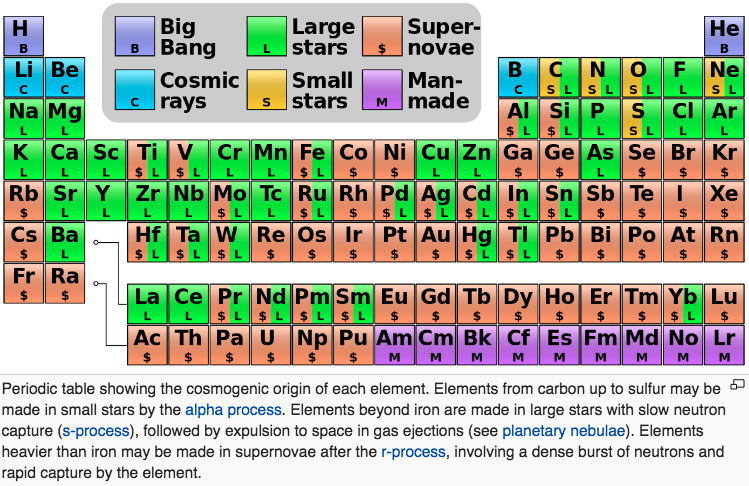 H B Big Bang B Large stars L Super-novae $ He B
Li C Be C Cosmic rays C Small stars S Man-made M B C C S L N S L O S L F L Ne S L
Na L Mg L Al $ L Si $ L P L S S L Cl L Ar L
K L Ca L Sc L Ti $ L V $ L Cr L Mn L Fe $ L Co $ Ni $ Cu L Zn L Ga $ Ge $ As L Se $ Br $ Kr $
Rb $ Sr L Y L Zr L Nb L Mo $ L Tc L Ru $ L Rh $ Pd $ L Ag $ L Cd $ L In $ L Sn $ L Sb $ Te $ I $ Xe $
Cs $ Ba L Hf $ L Ta $ L W $ L Re $ Os $ Ir $ Pt $ Au $ Hg $ L Tl $ L Pb $ Bi $ Po $ At $ Rn $
Fr $ Ra $
La L Ce L Pr $ L Nd $ L Pm $ L Sm $ L Eu $ Gd $ Tb $ Dy $ Ho $ Er $ Tm $ Yb $ L Lu $
Ac $ Th $ Pa $ U $ Np $ Pu $ Am M Cm M Bk M Cf M Es M Fm M Md M No M Lr M
Periodic table showing the cosmogenic origin of each element. Elements from carbon up to sulfur may be
made in small stars by the alpha process. Elements beyond iron are made in large stars with slow neutron
capture (s-process), followed by expulsion to space in gas ejections (see planetary nebulae). Elements
heavier than iron may be made in supernovae after the r-process, involving a dense burst of neutrons and
rapid capture by the element.